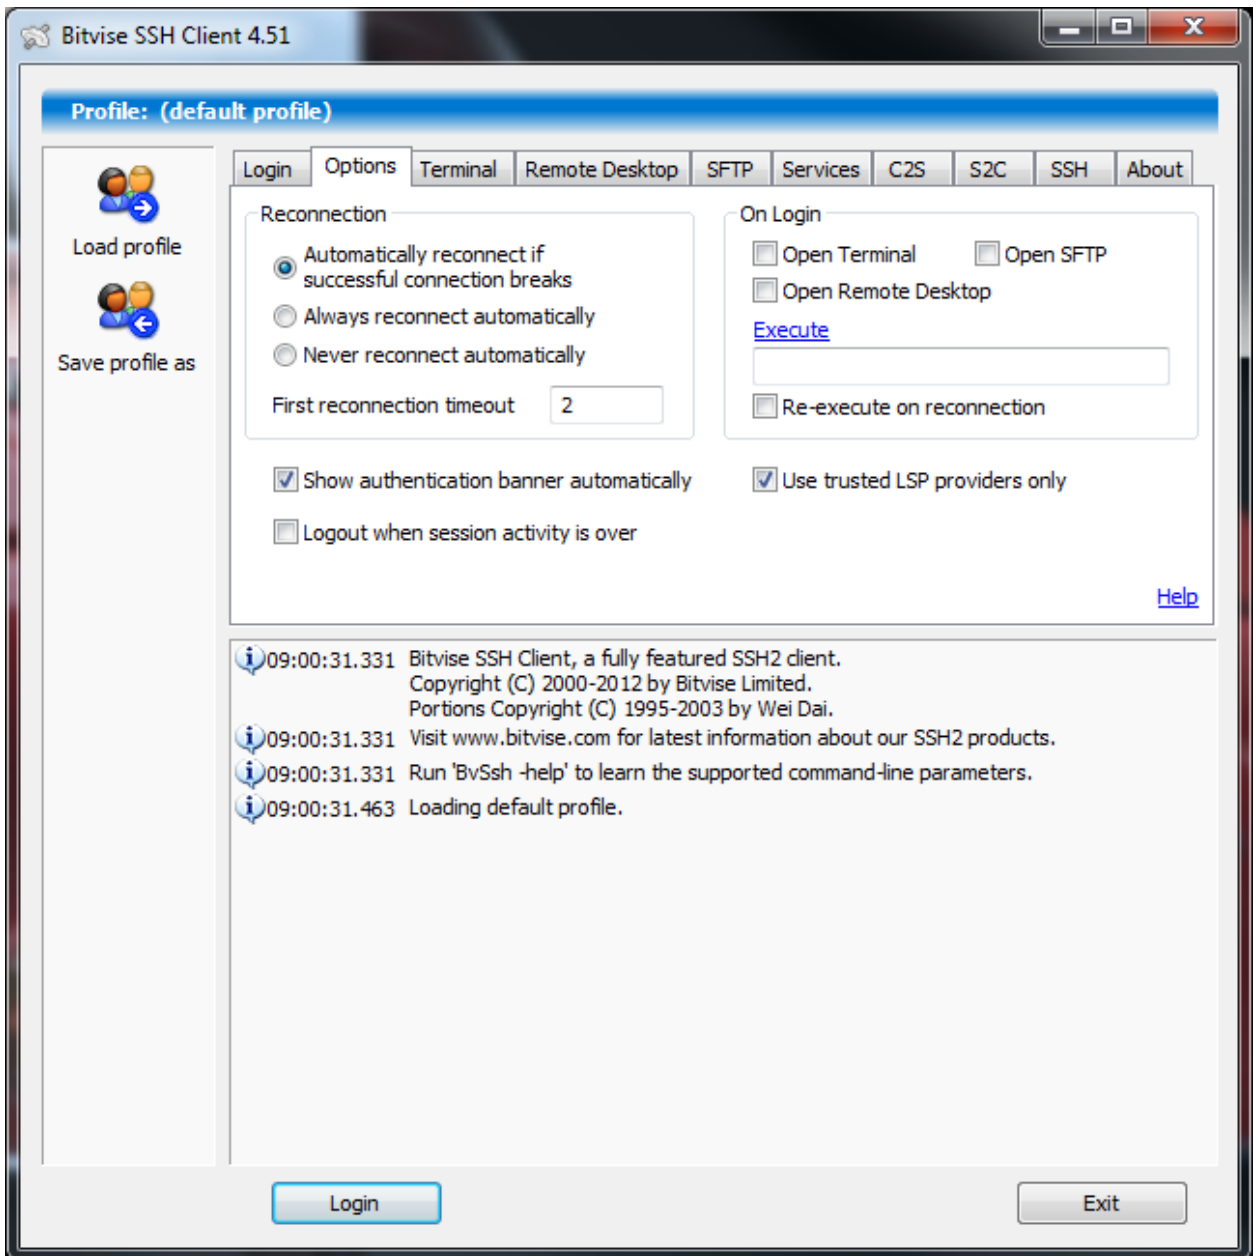 Bitvise SSH Client 4.51
Profile: (default profile)
Load profile
Save profile as
Login Options Terminal Remote Desktop SFTP Services C2S S2C SSH About
Reconnection
Automatically reconnect if
successful connection breaks
Always reconnect automatically
Never reconnect automatically
First reconnection timeout 2
On Login
Open Terminal Open SFTP
Open Remote Desktop
Execute
Re-execute on reconnection
Show authentication banner automatically
Use trusted LSP providers only
Logout when session activity is over
Help
09:00:31.331 Bitvise SSH Client, a fully featured SSH2 client.
Copyright (C) 2000-2012 by Bitvise Limited.
Portions Copyright (C) 1995-2003 by Wei Dai.
09:00:31.331 Visit www.bitvise.com for latest information about our SSH2 products.
09:00:31.331 Run 'BvSsh -help' to learn the supported command-line parameters.
09:00:31.463 Loading default profile.
Login Exit